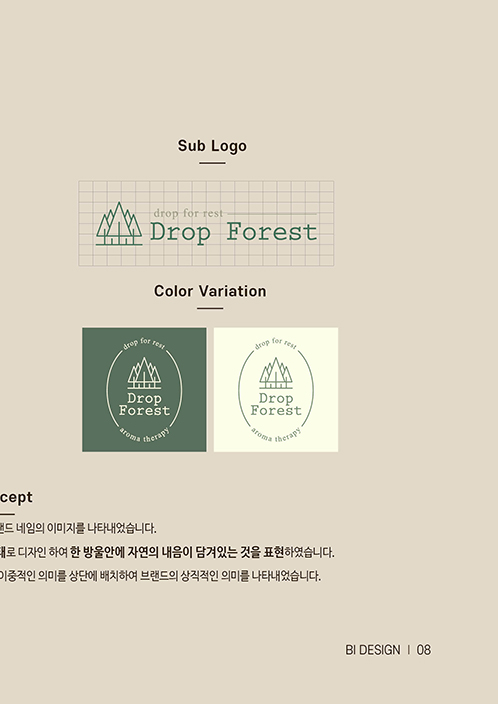 Sub Logo
drop for rest
Drop Forest
Color Variation
drop for rest
Drop
Forest
aroma therapy
drop for rest
Drop
Forest
aroma therapy
cept
랜드 네임의 이미지를 나타내었습니다.
태로 디자인 하여 한 방울안에 자연의 내음이 담겨있는 것을 표현하였습니다.
이중적인 의미를 상단에 배치하여 브랜드의 상직적인 의미를 나타내었습니다.
BI DESIGN | 08